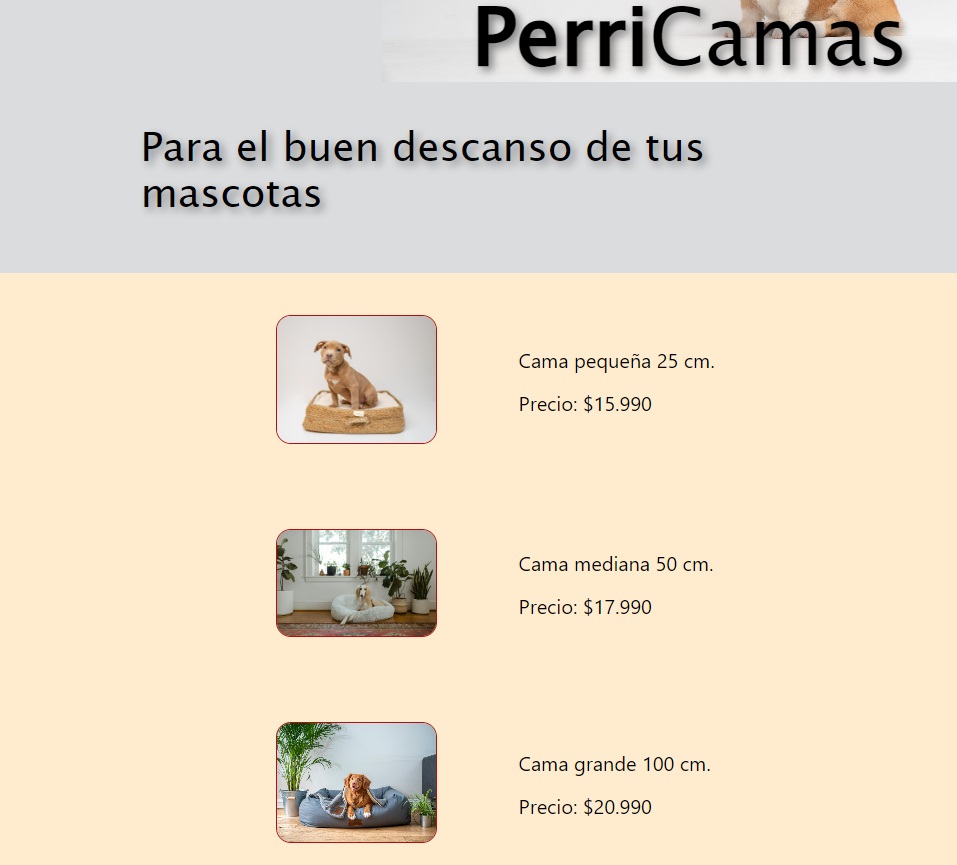 PerriCamas
Para el buen descanso de tus
mascotas
Cama pequeña 25 cm.
Precio: $15.990
Cama mediana 50 cm.
Precio: $17.990
Cama grande 100 cm.
Precio: $20.990